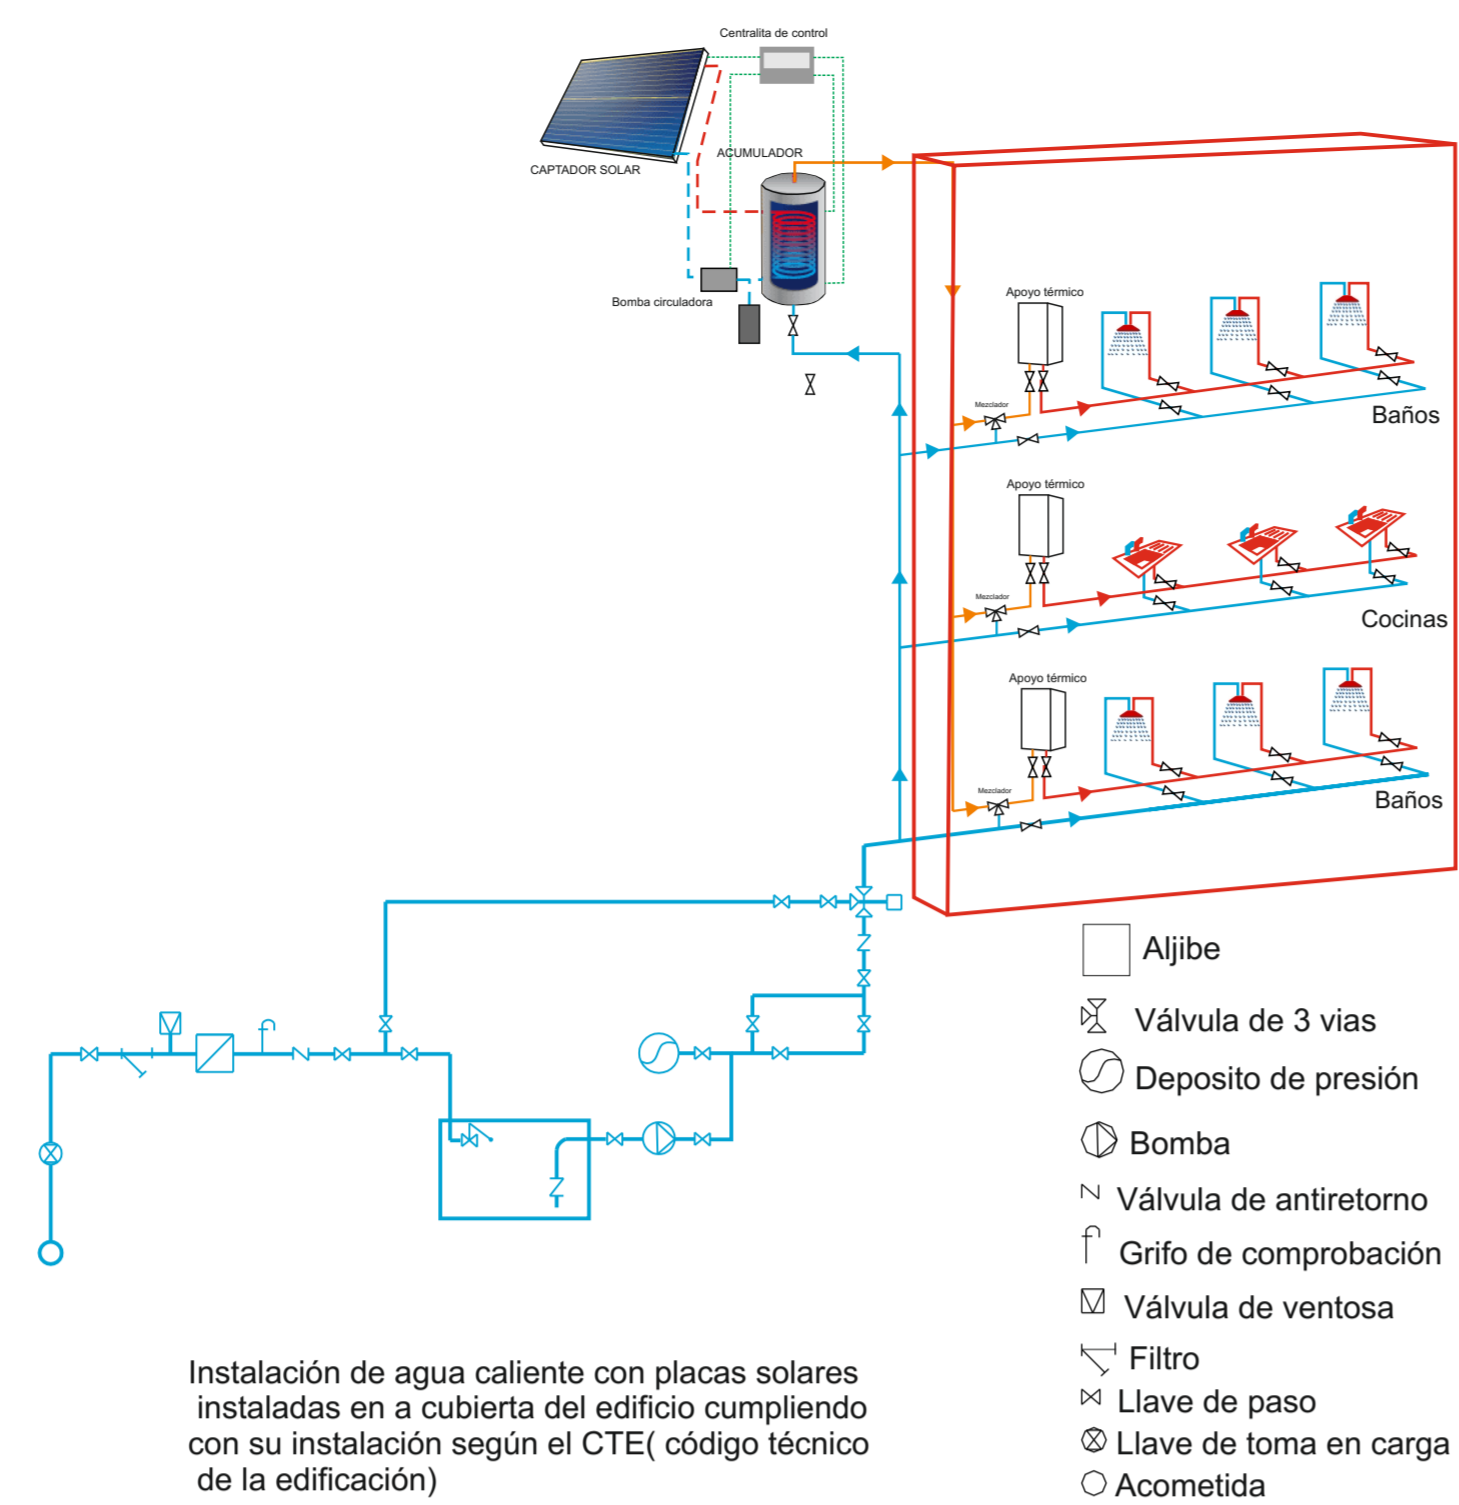 Centralita de control
ACUMULADOR
CAPTADOR SOLAR
Bomba circuladora
Apoyo térmico
Mezclador
Baños
Apoyo térmico
Mezclador
Cocinas
Apoyo térmico
Mezclador
Baños
Aljibe
Válvula de 3 vias
Deposito de presión
Bomba
Válvula de antiretorno
Grifo de comprobación
Válvula de ventosa
Filtro
Llave de paso
Llave de toma en carga
Acometida
Instalación de agua caliente con placas solares
instaladas en a cubierta del edificio cumpliendo
con su instalación según el CTE( código técnico
de la edificación)